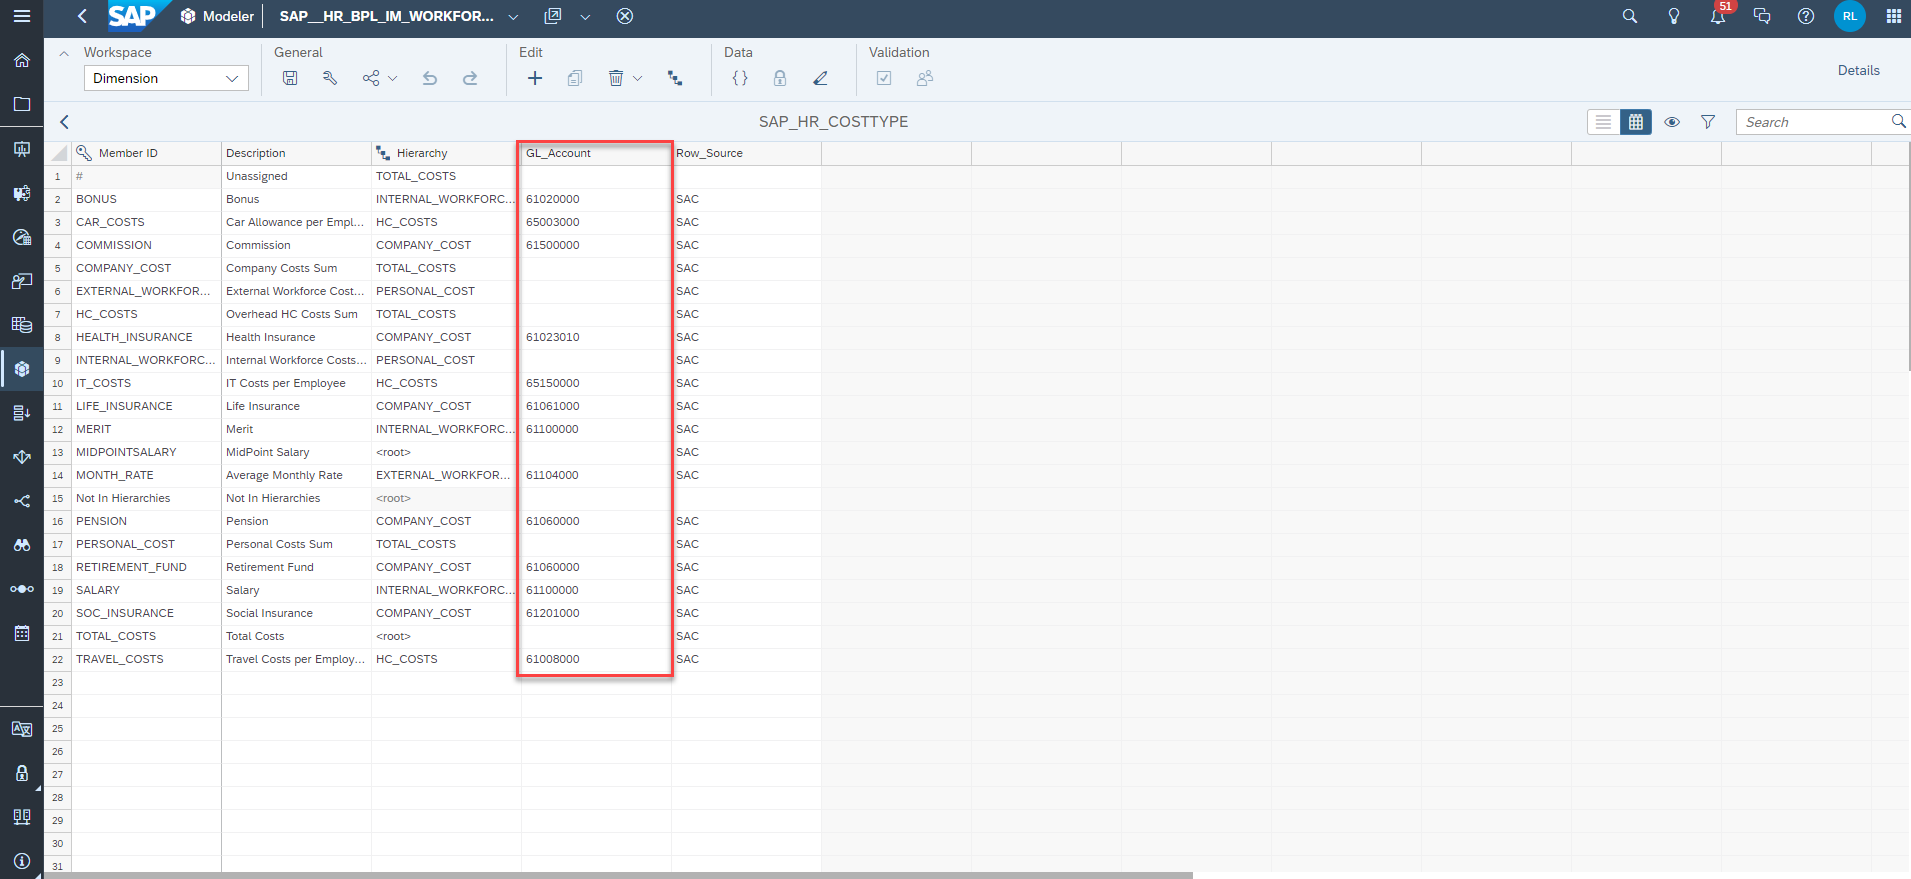 SAP Modeler SAP__HR_BPL_IM_WORKFOR... 51 RL
Workspace General Edit Data Validation
Dimension Details
SAP_HR_COSTTYPE Search
Member ID Description Hierarchy GL_Account Row_Source
1 # Unassigned TOTAL_COSTS
2 BONUS Bonus INTERNAL_WORKFORC... 61020000 SAC
3 CAR_COSTS Car Allowance per Empl... HC_COSTS 65003000 SAC
4 COMMISSION Commission COMPANY_COST 61500000 SAC
5 COMPANY_COST Company Costs Sum TOTAL_COSTS SAC
6 EXTERNAL_WORKFOR... External Workforce Cost... PERSONAL_COST SAC
7 HC_COSTS Overhead HC Costs Sum TOTAL_COSTS SAC
8 HEALTH_INSURANCE Health Insurance COMPANY_COST 61023010 SAC
9 INTERNAL_WORKFORC... Internal Workforce Costs... PERSONAL_COST SAC
10 IT_COSTS IT Costs per Employee HC_COSTS 65150000 SAC
11 LIFE_INSURANCE Life Insurance COMPANY_COST 61061000 SAC
12 MERIT Merit INTERNAL_WORKFORC... 61100000 SAC
13 MIDPOINTSALARY MidPoint Salary <root> SAC
14 MONTH_RATE Average Monthly Rate EXTERNAL_WORKFOR... 61104000 SAC
15 Not In Hierarchies Not In Hierarchies <root>
16 PENSION Pension COMPANY_COST 61060000 SAC
17 PERSONAL_COST Personal Costs Sum TOTAL_COSTS SAC
18 RETIREMENT_FUND Retirement Fund COMPANY_COST 61060000 SAC
19 SALARY Salary INTERNAL_WORKFORC... 61100000 SAC
20 SOC_INSURANCE Social Insurance COMPANY_COST 61201000 SAC
21 TOTAL_COSTS Total Costs <root> SAC
22 TRAVEL_COSTS Travel Costs per Employ... HC_COSTS 61008000 SAC
23
24
25
26
27
28
29
30
31